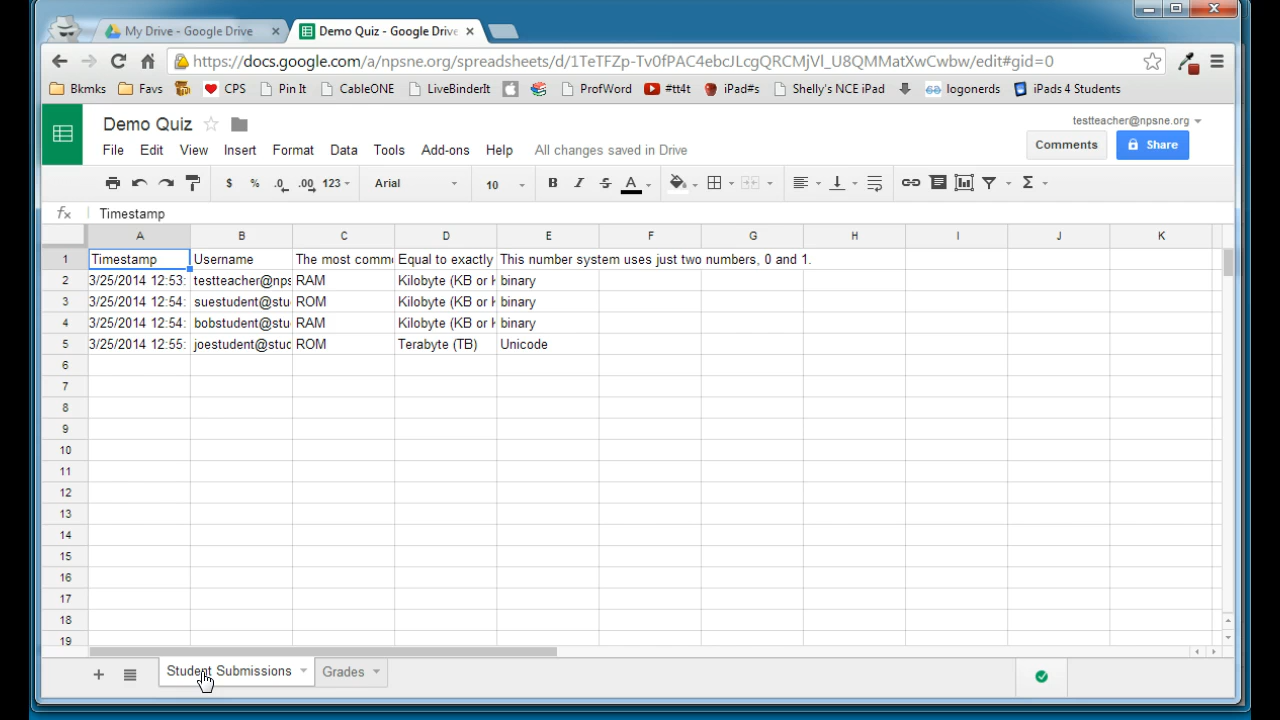 My Drive - Google Drive × Demo Quiz - Google Drive ×
https://docs.google.com/a/npsne.org/spreadsheets/d/1TeTFZp-Tv0fPAC4ebcJLcgQRCMjVl_U8QMMatXwCwbw/edit#gid=0
Bkmks Favs CPS Pin It CableONE LiveBinderIt ProfWord #tt4t iPad#s Shelly's NCE iPad logonerds iPads 4 Students
Demo Quiz
testteacher@npsne.org
File Edit View Insert Format Data Tools Add-ons Help All changes saved in Drive
Comments Share
$ % .0 .00 123 Arial 10 B I S A Σ
fx Timestamp
A B C D E F G H I J K
1 Timestamp Username The most comm Equal to exactly This number system uses just two numbers, 0 and 1.
2 3/25/2014 12:53: testteacher@nps RAM Kilobyte (KB or binary
3 3/25/2014 12:54: suestudent@stu ROM Kilobyte (KB or binary
4 3/25/2014 12:54: bobstudent@stu RAM Kilobyte (KB or binary
5 3/25/2014 12:55: joestudent@stud ROM Terabyte (TB) Unicode
6
7
8
9
10
11
12
13
14
15
16
17
18
19
+ Student Submissions Grades